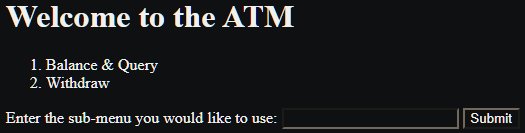 Welcome to the ATM
1. Balance & Query
2. Withdraw
Enter the sub-menu you would like to use: Submit